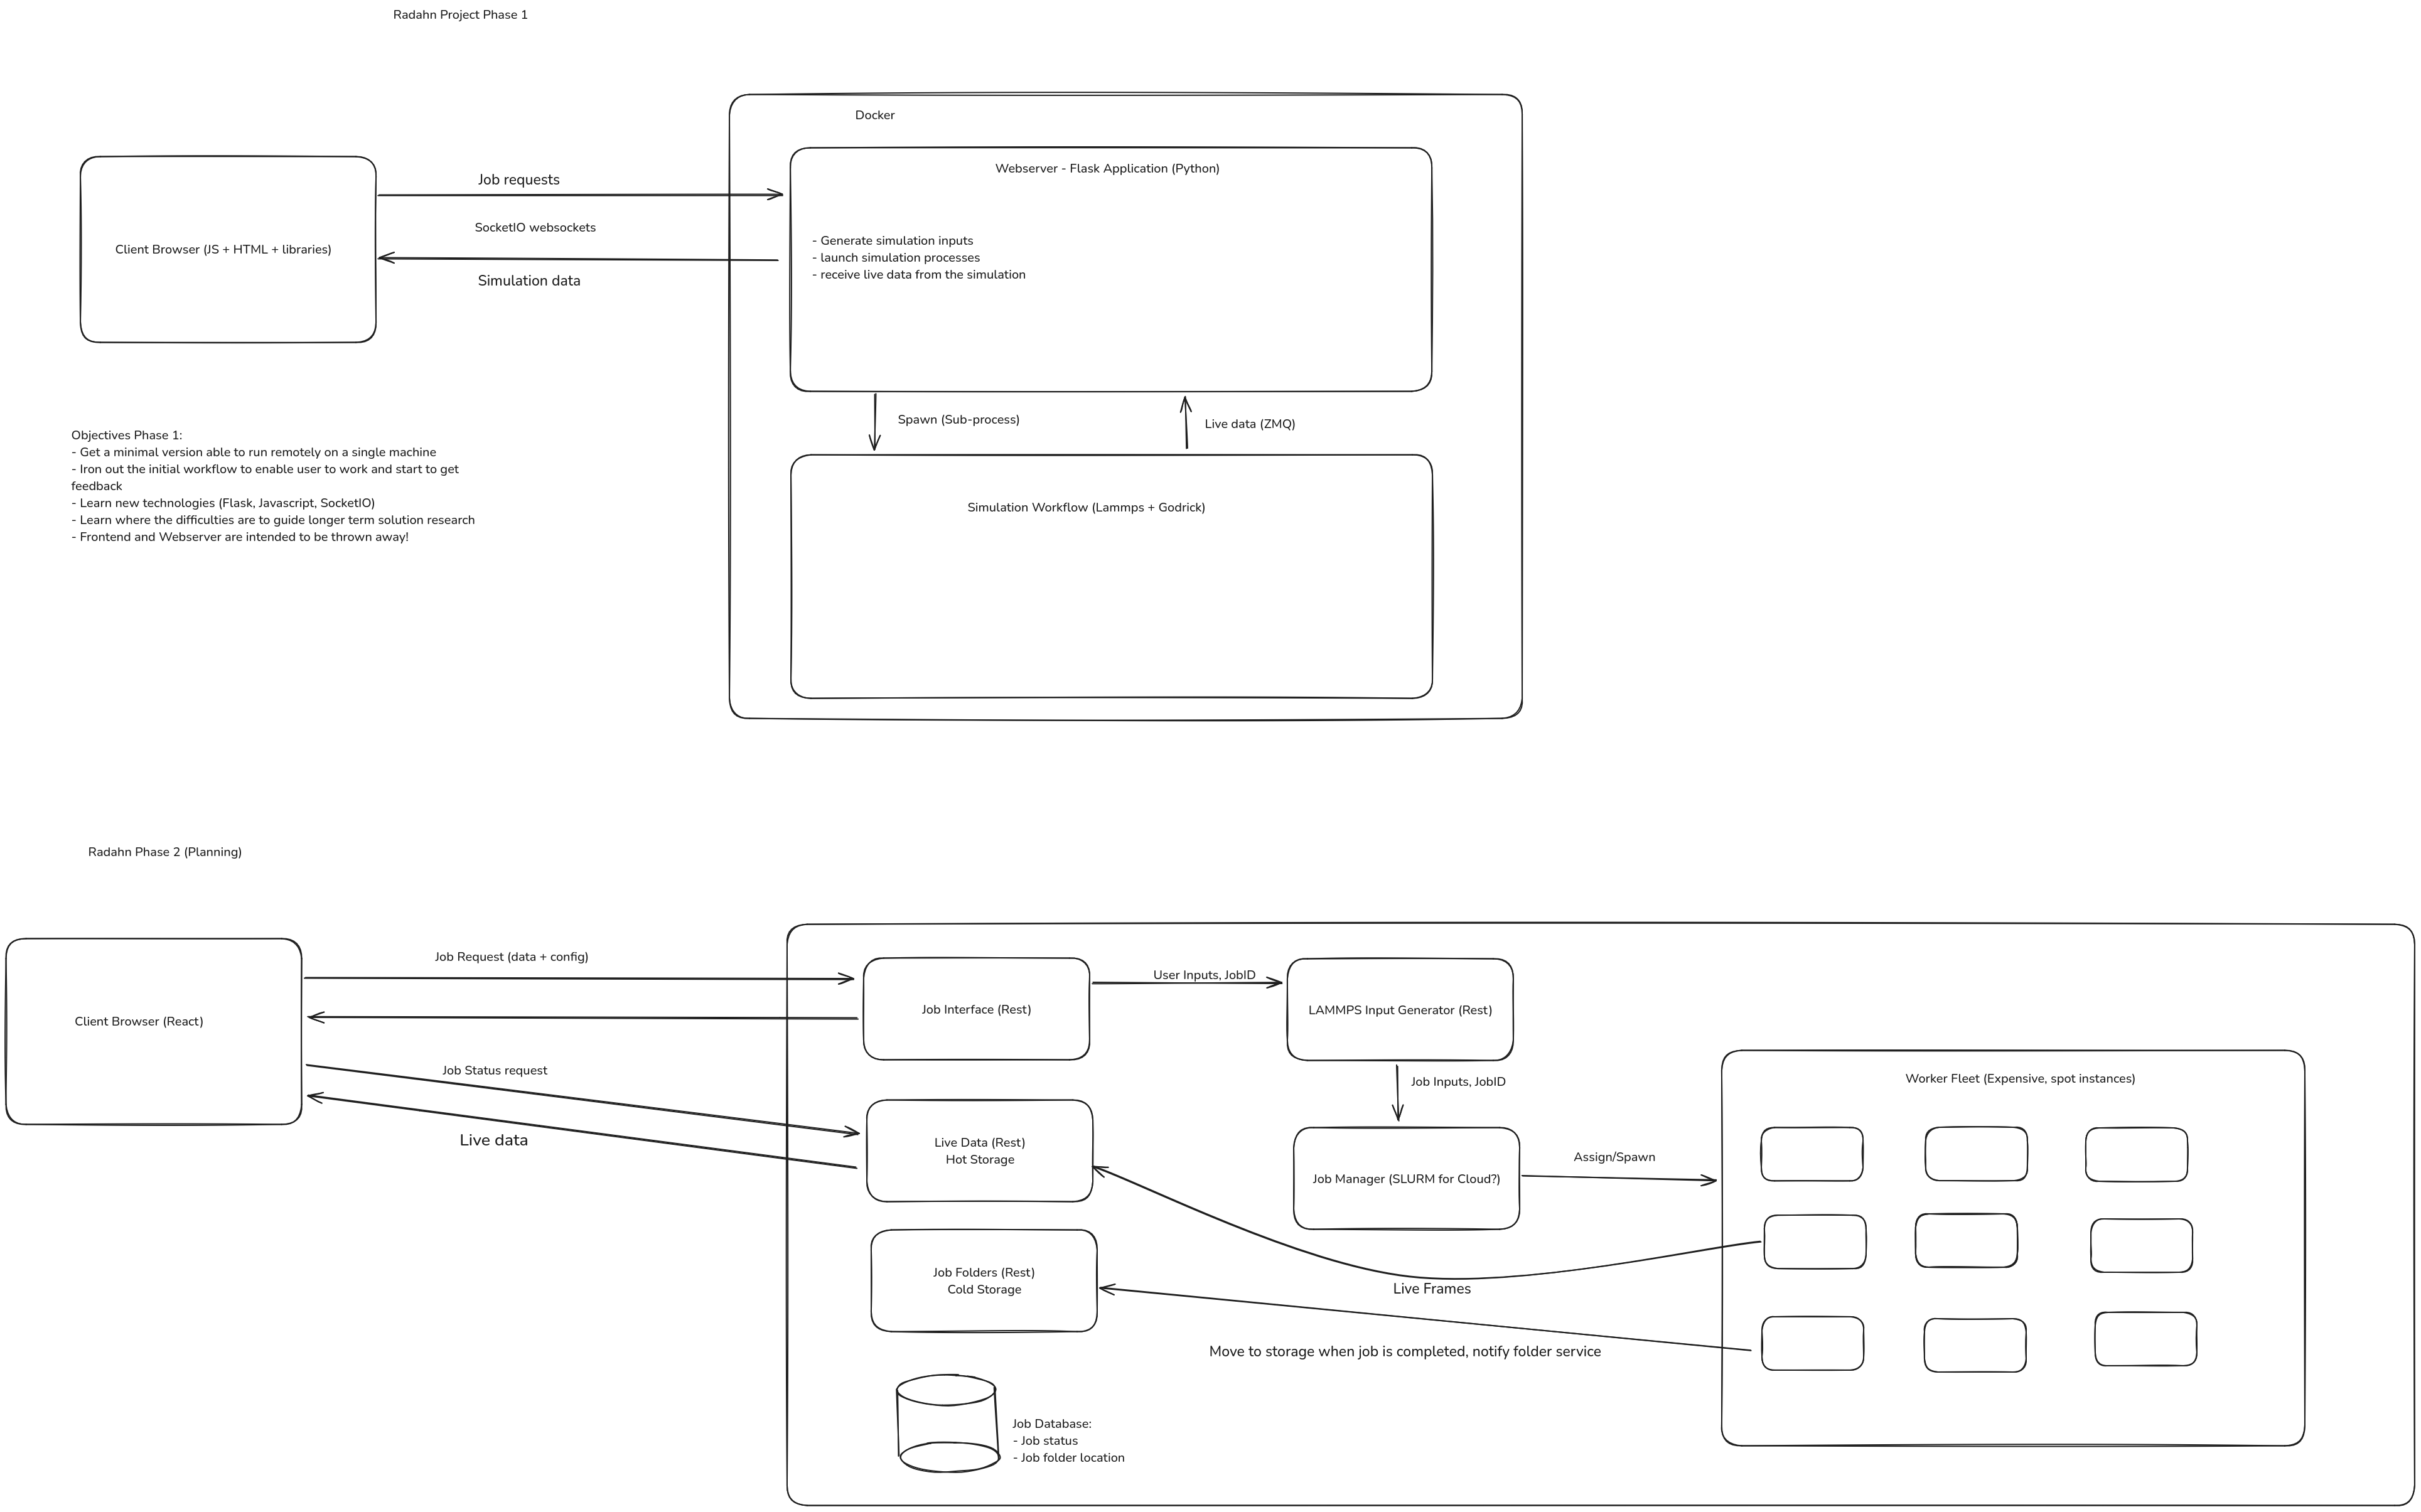 Radahn Project Phase 1
Docker
Webserver - Flask Application (Python)
Job requests
SocketIO websockets
Client Browser (JS + HTML + libraries)
Simulation data
- Generate simulation inputs
- launch simulation processes
- receive live data from the simulation
Spawn (Sub-process)
Live data (ZMQ)
Objectives Phase 1:
- Get a minimal version able to run remotely on a single machine
- Iron out the initial workflow to enable user to work and start to get
feedback
- Learn new technologies (Flask, Javascript, SocketIO)
- Learn where the difficulties are to guide longer term solution research
- Frontend and Webserver are intended to be thrown away!
Simulation Workflow (Lammps + Godrick)
Radahn Phase 2 (Planning)
Job Request (data + config)
Client Browser (React)
Job Interface (Rest)
User Inputs, JobID
LAMMPS Input Generator (Rest)
Job Status request
Job Inputs, JobID
Worker Fleet (Expensive, spot instances)
Live data
Live Data (Rest)
Hot Storage
Job Manager (SLURM for Cloud?)
Assign/Spawn
Job Folders (Rest)
Cold Storage
Live Frames
Move to storage when job is completed, notify folder service
Job Database:
- Job status
- Job folder location